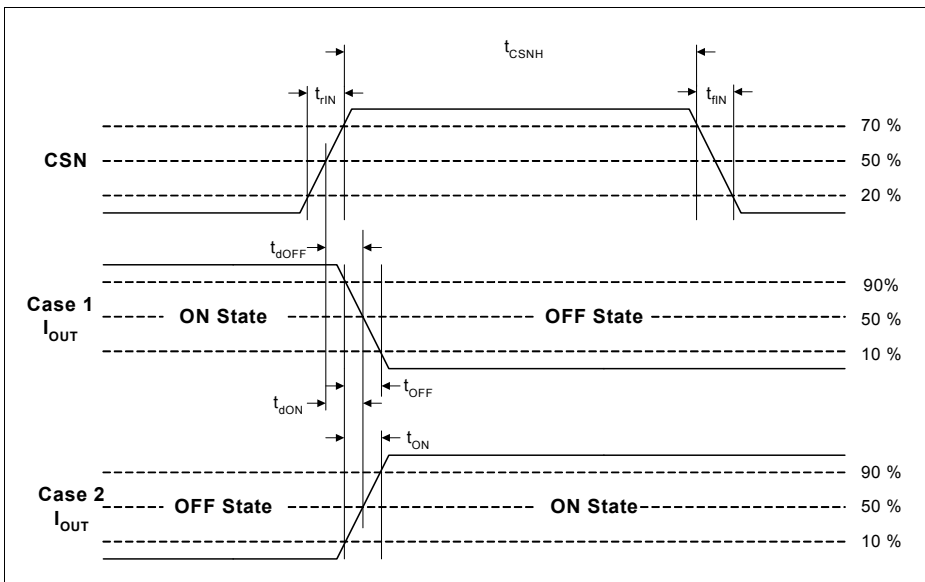 tCSNH
trIN
tfIN
70 %
CSN
50 %
20 %
tdOFF
90%
Case 1
ON State
OFF State
50 %
IOUT
10 %
tOFF
tdON
tON
90 %
Case 2
OFF State
ON State
50 %
IOUT
10 %